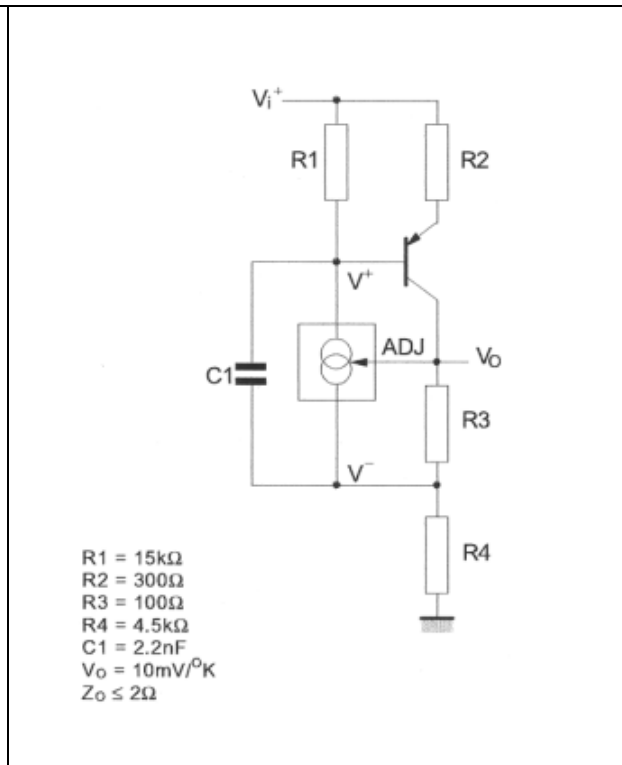 Vi+
R1
R2
V+
ADJ
VO
C1
R3
V−
R4
R1 = 15kΩ
R2 = 300Ω
R3 = 100Ω
R4 = 4.5kΩ
C1 = 2.2nF
VO = 10mV/°K
ZO ≤ 2Ω